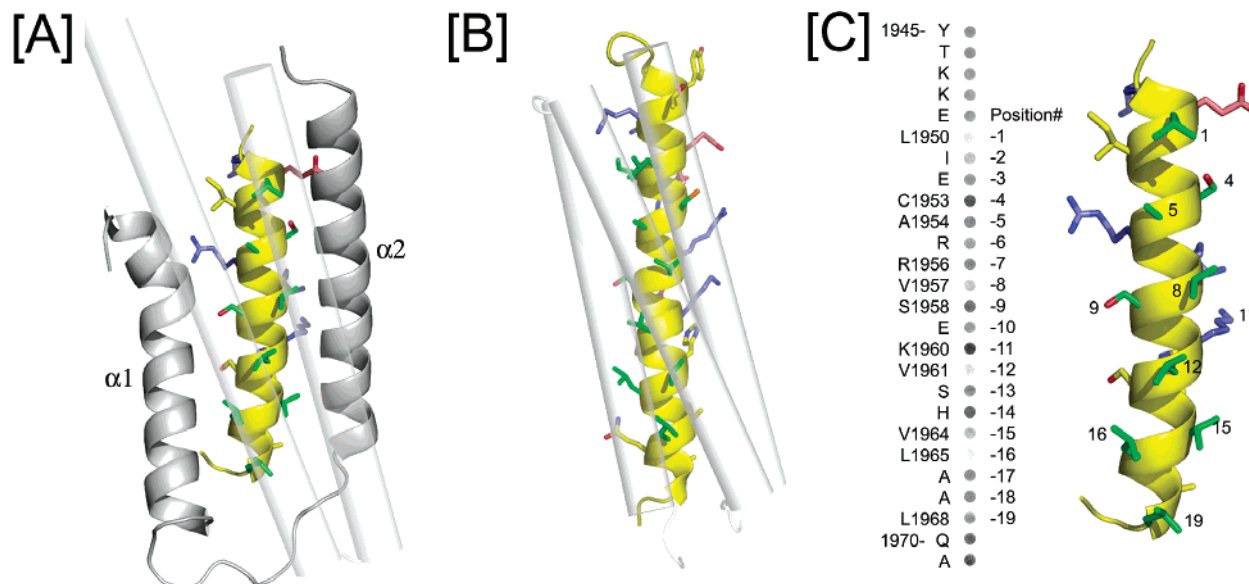 [A]
α1
α2
[B]
[C]
1945- Y
T
K
K
E Position#
L1950 -1
I -2
E -3
C1953 -4
A1954 -5
R -6
R1956 -7
V1957 -8
S1958 -9
E -10
K1960 -11
V1961 -12
S -13
H -14
V1964 -15
L1965 -16
A -17
A -18
L1968 -19
1970- Q
A
1
4
5
8
9
12
15
16
19